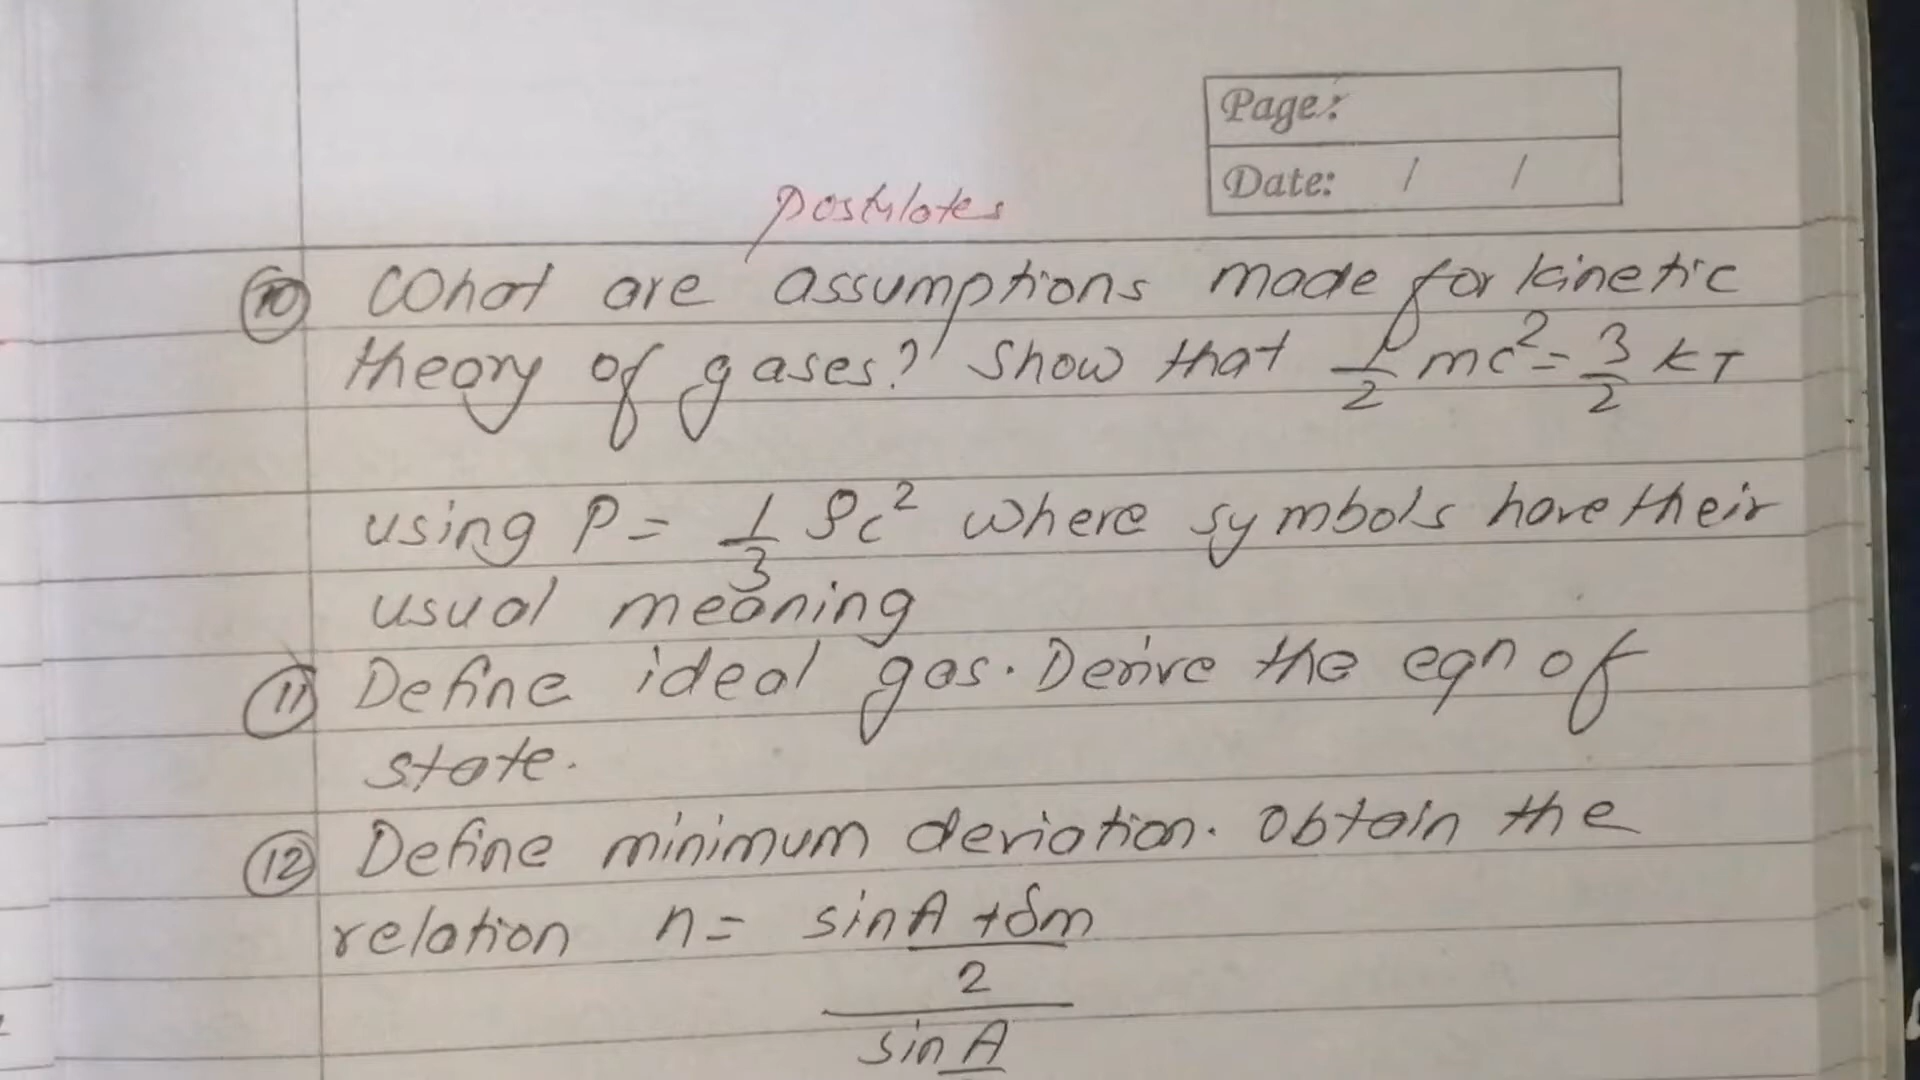 Page:
Date: / /
postulates
⑩ What are assumptions made for kinetic
theory of gases? Show that 1/2 mc² = 3/2 KT
using P = 1/3 ρc² where symbols have their
usual meaning
⑪ Define ideal gas. Derive the eqn of
state.
⑫ Define minimum deviation. Obtain the
relation n = sin A + δm
2
sin A